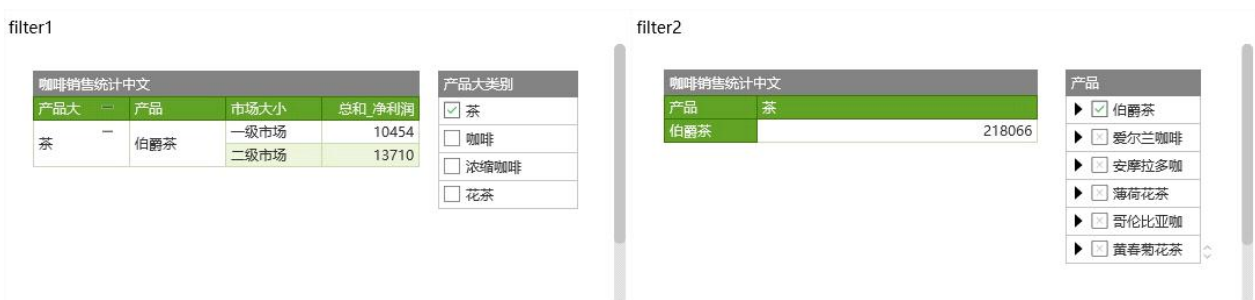 filter1
咖啡销售统计中文
产品大 产品 市场大小 总和_净利润
茶 伯爵茶 一级市场 10454
二级市场 13710
产品大类别
茶
咖啡
浓缩咖啡
花茶
filter2
咖啡销售统计中文
产品 茶
伯爵茶 218066
产品
伯爵茶
爱尔兰咖啡
安摩拉多咖
薄荷花茶
哥伦比亚咖
黄春菊花茶